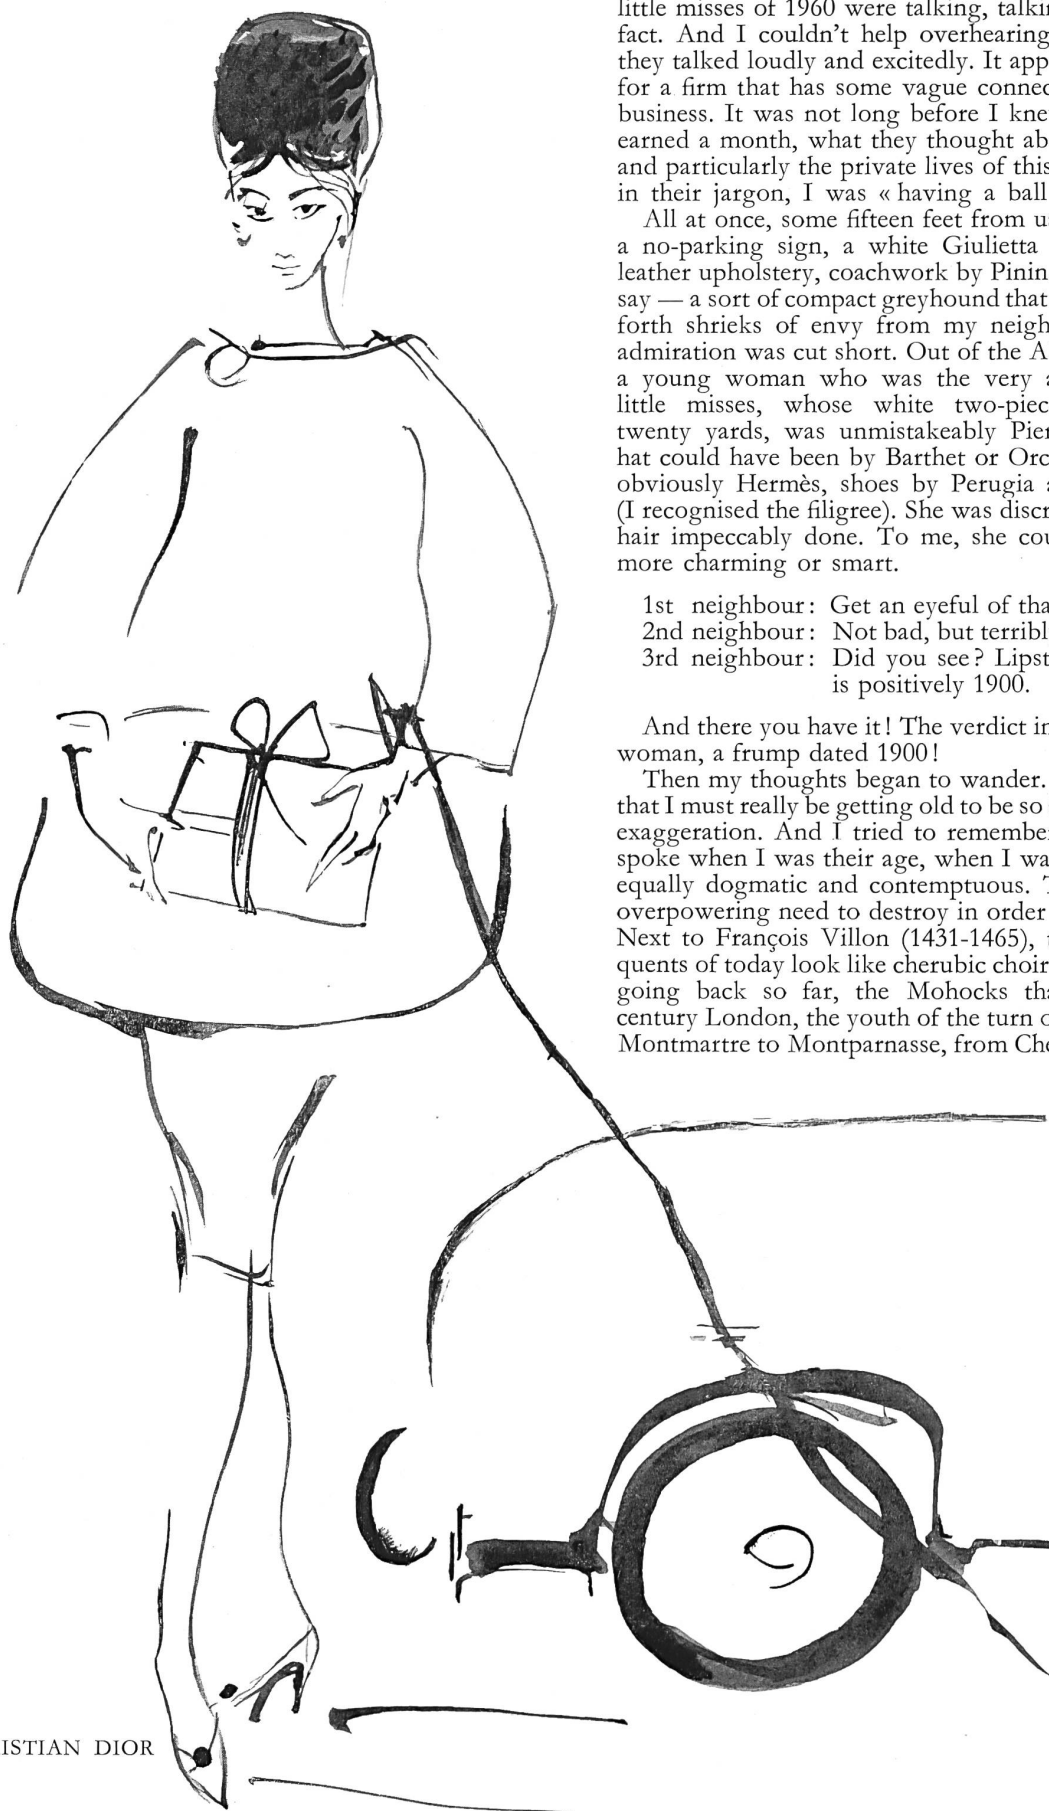 little misses of 1960 were talking, talkin
fact. And I couldn't help overhearing
they talked loudly and excitedly. It app
for a firm that has some vague connec
business. It was not long before I kne
earned a month, what they thought ab
and particularly the private lives of this
in their jargon, I was « having a ball
All at once, some fifteen feet from u
a no-parking sign, a white Giulietta
leather upholstery, coachwork by Pinin
say — a sort of compact greyhound that
forth shrieks of envy from my neigh
admiration was cut short. Out of the A
a young woman who was the very a
little misses, whose white two-piec
twenty yards, was unmistakeably Pier
hat could have been by Barthet or Orc
obviously Hermès, shoes by Perugia a
(I recognised the filigree). She was discr
hair impeccably done. To me, she cou
more charming or smart.
1st neighbour: Get an eyeful of tha
2nd neighbour: Not bad, but terribl
3rd neighbour: Did you see? Lipst
is positively 1900.
And there you have it! The verdict in
woman, a frump dated 1900!
Then my thoughts began to wander.
that I must really be getting old to be so
exaggeration. And I tried to remember
spoke when I was their age, when I wa
equally dogmatic and contemptuous. T
overpowering need to destroy in order
Next to François Villon (1431-1465), t
quents of today look like cherubic choir
going back so far, the Mohocks tha
century London, the youth of the turn o
Montmartre to Montparnasse, from Che
ISTIAN DIOR